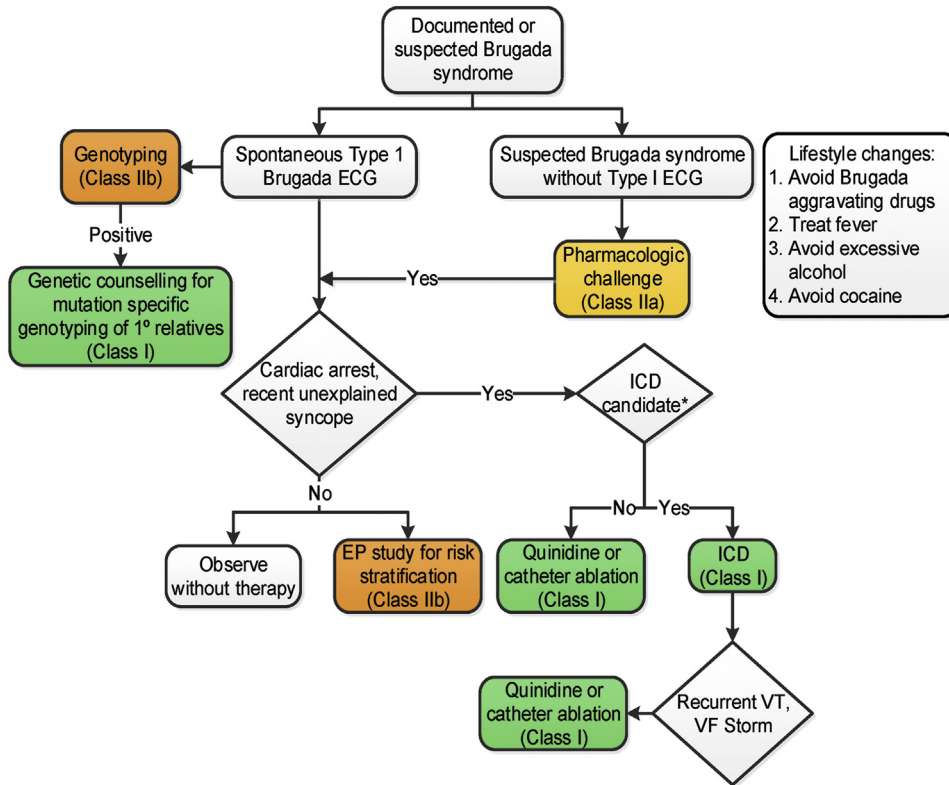 Documented or
suspected Brugada
syndrome
Genotyping
(Class IIb)
Spontaneous Type 1
Brugada ECG
Suspected Brugada syndrome
without Type I ECG
Lifestyle changes:
1. Avoid Brugada
aggravating drugs
2. Treat fever
3. Avoid excessive
alcohol
4. Avoid cocaine
Positive
Yes
Pharmacologic
challenge
(Class IIa)
Genetic counselling for
mutation specific
genotyping of 1º relatives
(Class I)
Cardiac arrest,
recent unexplained
syncope
Yes
ICD
candidate*
No
No
Yes
Observe
without therapy
EP study for risk
stratification
(Class IIb)
Quinidine or
catheter ablation
(Class I)
ICD
(Class I)
Quinidine or
catheter ablation
(Class I)
Recurrent VT,
VF Storm